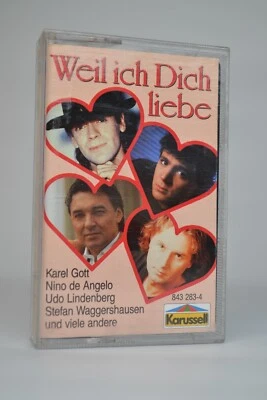 Weil ich Dich
liebe
Karel Gott
Nino de Angelo
Udo Lindenberg
Stefan Waggershausen
und viele andere
843 283-4
Karussell